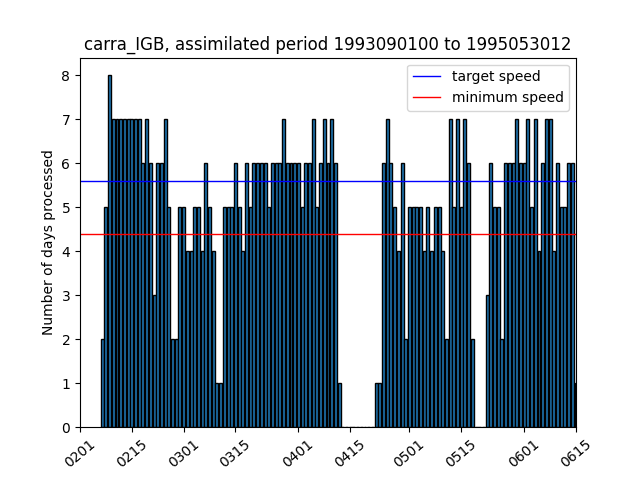 carra_IGB, assimilated period 1993090100 to 1995053012
target speed
minimum speed
Number of days processed
8
7
6
5
4
3
2
1
0
0201 0215 0301 0315 0401 0415 0501 0515 0601 0615